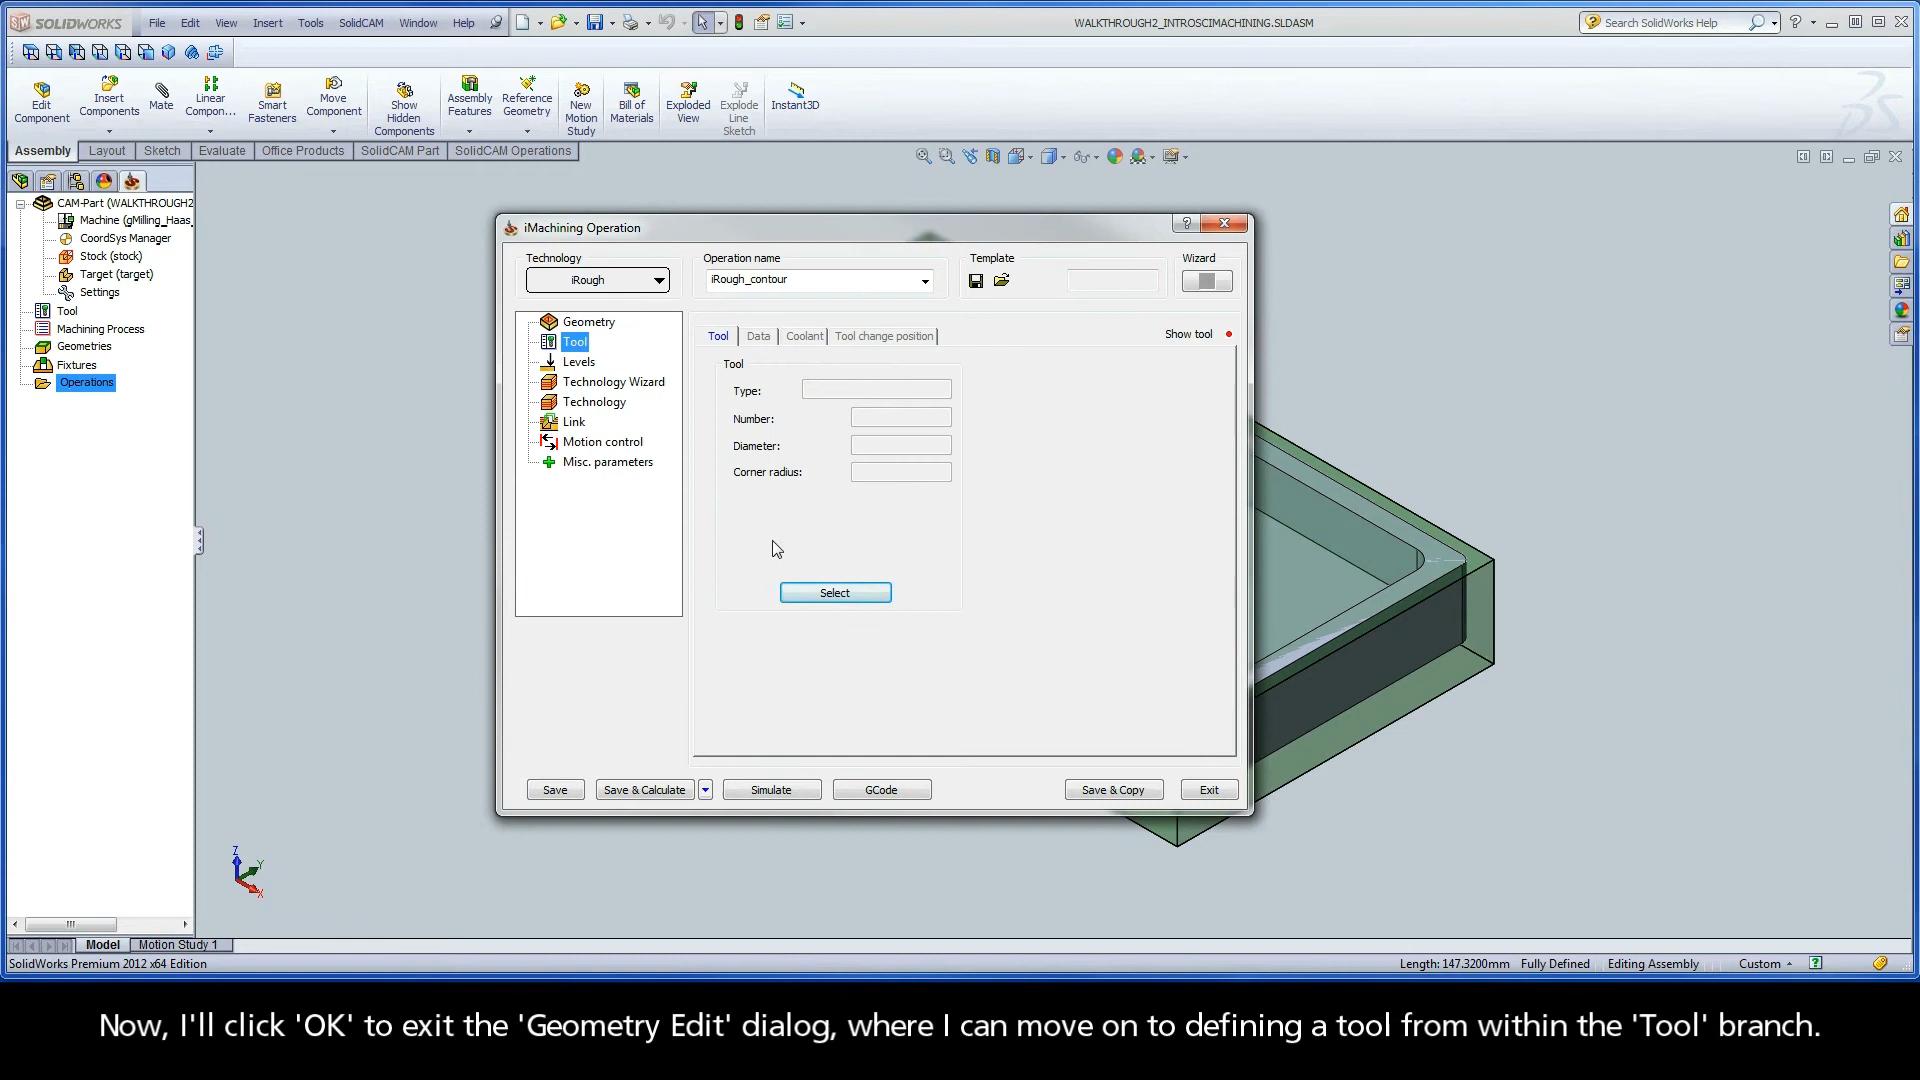 SOLIDWORKS File Edit View Insert Tools SolidCAM Window Help WALKTHROUGH2_INTROSCIMACHINING.SLDASM Search SolidWorks Help
Edit Component
Insert Components
Mate
Linear Compon...
Smart Fasteners
Move Component
Show Hidden Components
Assembly Features
Reference Geometry
New Motion Study
Bill of Materials
Exploded View
Explode Line Sketch
Instant3D
Assembly Layout Sketch Evaluate Office Products SolidCAM Part SolidCAM Operations
CAM-Part (WALKTHROUGH2
Machine (gMilling_Haas_
CoordSys Manager
Stock (stock)
Target (target)
Settings
Tool
Machining Process
Geometries
Fixtures
Operations
iMachining Operation
Technology
iRough
Operation name
iRough_contour
Template
Wizard
Geometry
Tool
Levels
Technology Wizard
Technology
Link
Motion control
Misc. parameters
Tool Data Coolant Tool change position Show tool
Tool
Type:
Number:
Diameter:
Corner radius:
Select
Save Save & Calculate Simulate GCode Save & Copy Exit
Z
Y
X
Model Motion Study 1
SolidWorks Premium 2012 x64 Edition Length: 147.3200mm Fully Defined Editing Assembly Custom
Now, I'll click 'OK' to exit the 'Geometry Edit' dialog, where I can move on to defining a tool from within the 'Tool' branch.